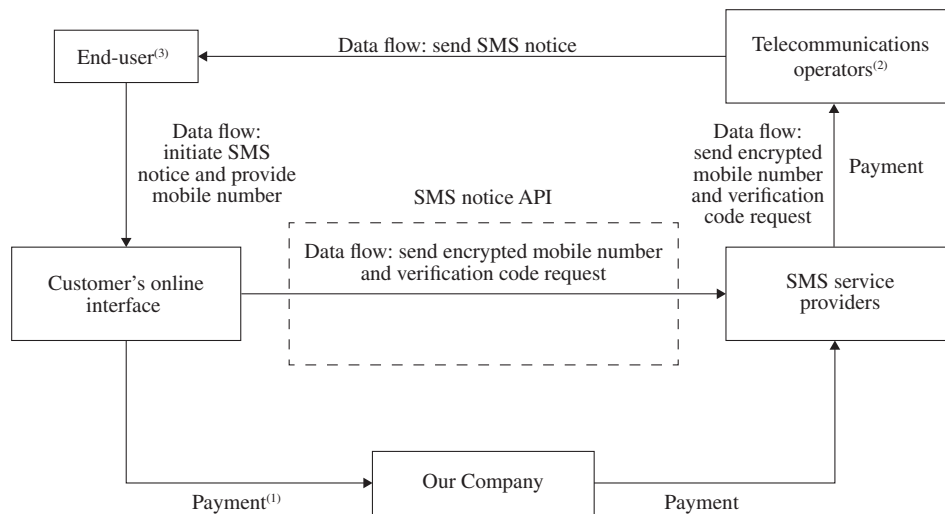 End-user(3)
Data flow: send SMS notice
Telecommunications
operators(2)
Data flow:
initiate SMS
notice and provide
mobile number
Data flow:
send encrypted
mobile number
and verification
code request
Payment
SMS notice API
Data flow: send encrypted mobile number
and verification code request
Customer's online
interface
SMS service
providers
Payment(1)
Our Company
Payment